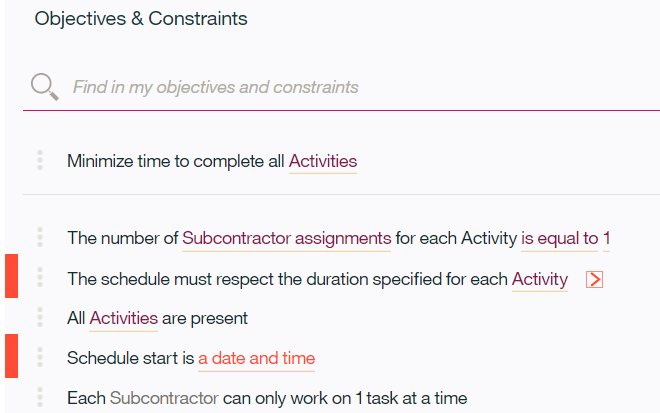 Objectives & Constraints
Find in my objectives and constraints
Minimize time to complete all Activities
The number of Subcontractor assignments for each Activity is equal to 1
The schedule must respect the duration specified for each Activity
All Activities are present
Schedule start is a date and time
Each Subcontractor can only work on 1 task at a time